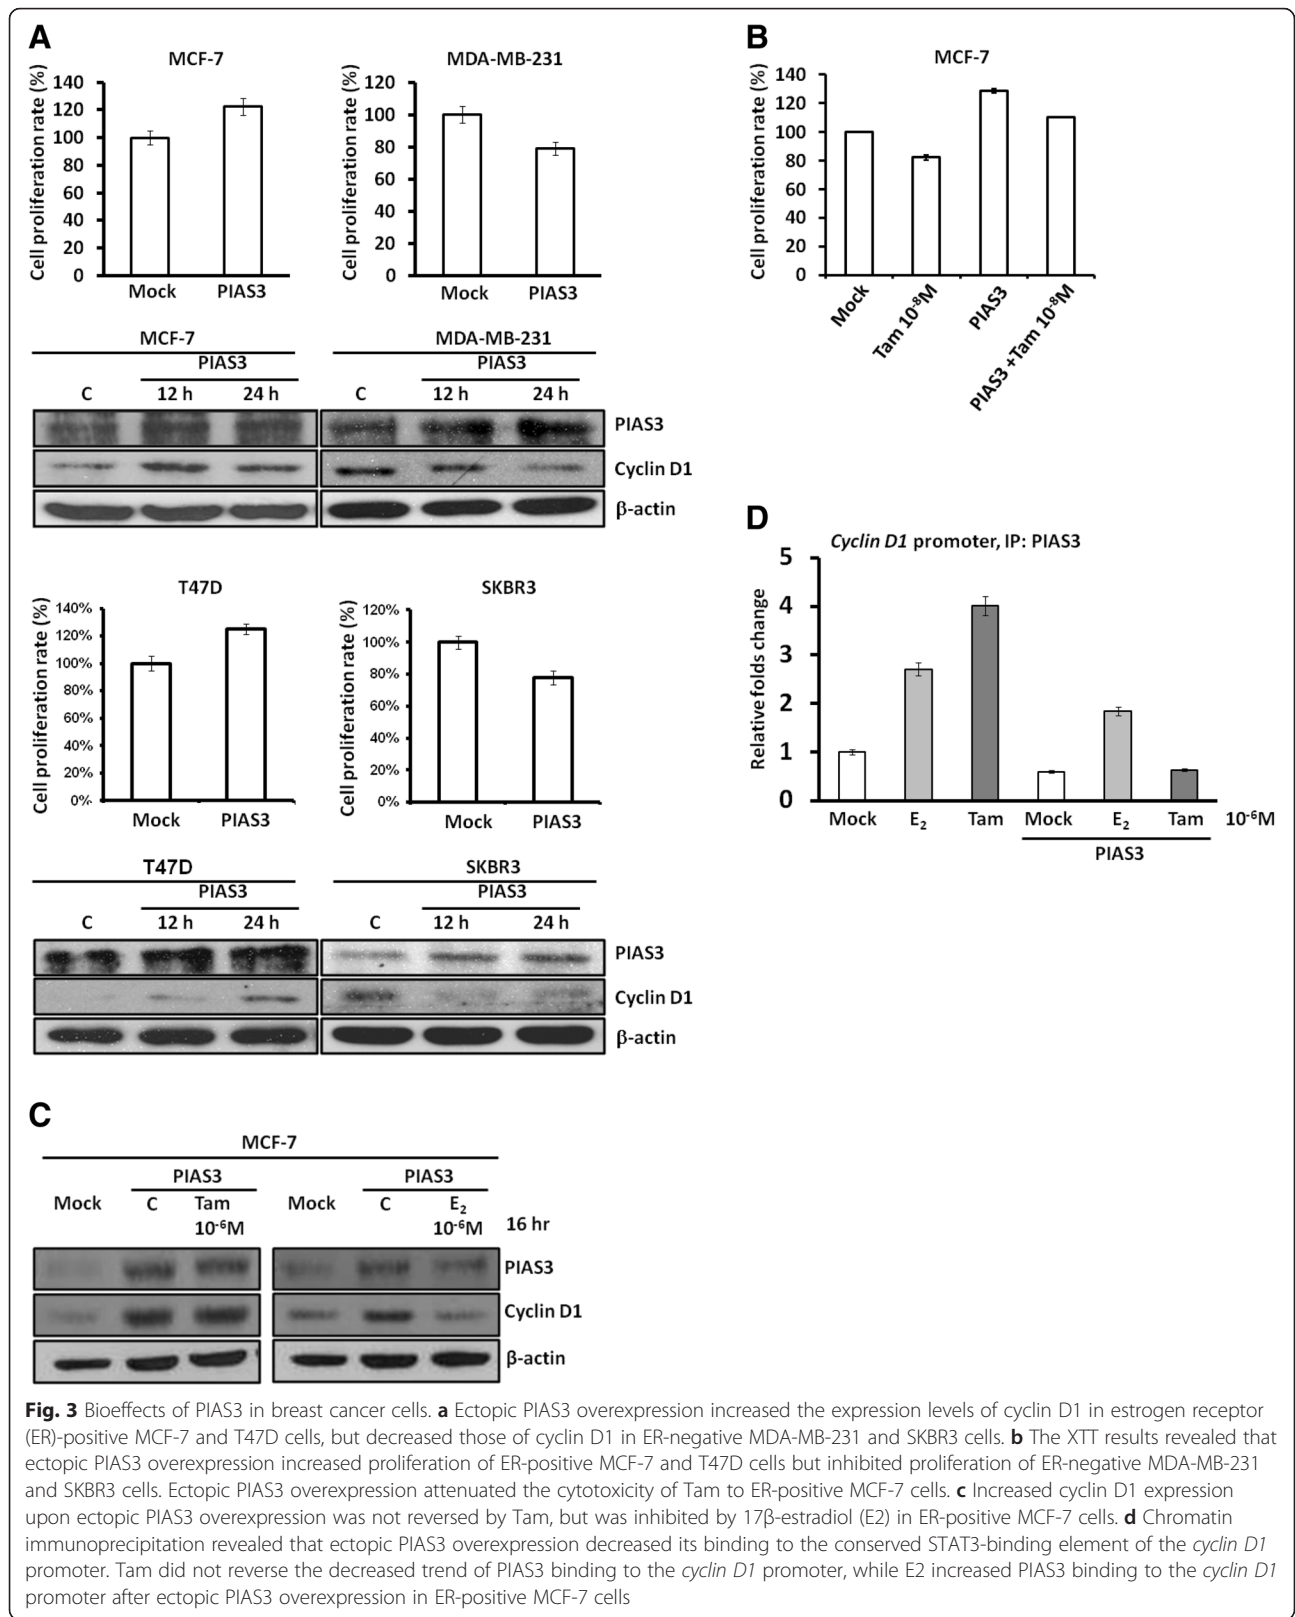 A
MCF-7
Cell proliferation rate (%)
140
120
100
80
60
40
20
0
Mock PIAS3
MDA-MB-231
Cell proliferation rate (%)
120
100
80
60
40
20
0
Mock PIAS3
MCF-7 MDA-MB-231
PIAS3 PIAS3
C 12 h 24 h C 12 h 24 h
PIAS3
Cyclin D1
β-actin
T47D
Cell proliferation rate (%)
140%
120%
100%
80%
60%
40%
20%
0%
Mock PIAS3
SKBR3
Cell proliferation rate (%)
120%
100%
80%
60%
40%
20%
0%
Mock PIAS3
T47D SKBR3
PIAS3 PIAS3
C 12 h 24 h C 12 h 24 h
PIAS3
Cyclin D1
β-actin
B
MCF-7
Cell proliferation rate (%)
140
120
100
80
60
40
20
0
Mock
Tam 10⁻⁸M
PIAS3
PIAS3 +Tam 10⁻⁸M
D
Cyclin D1 promoter, IP: PIAS3
Relative folds change
5
4
3
2
1
0
Mock E₂ Tam Mock E₂ Tam 10⁻⁶M
PIAS3
C
MCF-7
PIAS3 PIAS3
Mock C Tam Mock C E₂
10⁻⁶M 10⁻⁶M 16 hr
PIAS3
Cyclin D1
β-actin
Fig. 3 Bioeffects of PIAS3 in breast cancer cells. a Ectopic PIAS3 overexpression increased the expression levels of cyclin D1 in estrogen receptor
(ER)-positive MCF-7 and T47D cells, but decreased those of cyclin D1 in ER-negative MDA-MB-231 and SKBR3 cells. b The XTT results revealed that
ectopic PIAS3 overexpression increased proliferation of ER-positive MCF-7 and T47D cells but inhibited proliferation of ER-negative MDA-MB-231
and SKBR3 cells. Ectopic PIAS3 overexpression attenuated the cytotoxicity of Tam to ER-positive MCF-7 cells. c Increased cyclin D1 expression
upon ectopic PIAS3 overexpression was not reversed by Tam, but was inhibited by 17β-estradiol (E2) in ER-positive MCF-7 cells. d Chromatin
immunoprecipitation revealed that ectopic PIAS3 overexpression decreased its binding to the conserved STAT3-binding element of the cyclin D1
promoter. Tam did not reverse the decreased trend of PIAS3 binding to the cyclin D1 promoter, while E2 increased PIAS3 binding to the cyclin D1
promoter after ectopic PIAS3 overexpression in ER-positive MCF-7 cells